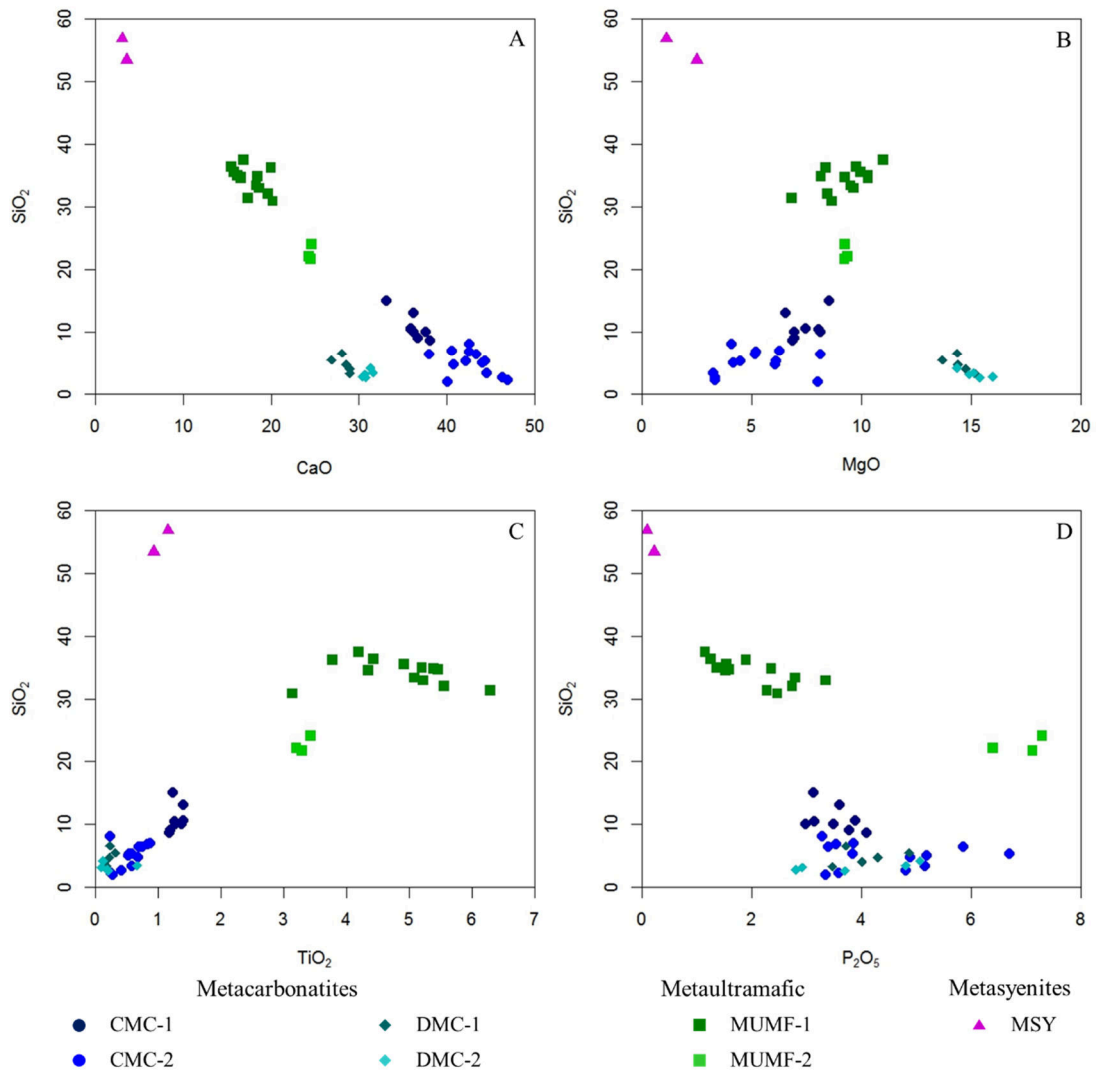 A
B
SiO₂
60
50
40
30
20
10
0
0 10 20 30 40 50
CaO
SiO₂
60
50
40
30
20
10
0
0 5 10 15 20
MgO
C
D
SiO₂
60
50
40
30
20
10
0
0 1 2 3 4 5 6 7
TiO₂
SiO₂
60
50
40
30
20
10
0
0 2 4 6 8
P₂O₅
Metacarbonatites Metaultramafic Metasyenites
CMC-1 DMC-1 MUMF-1 MSY
CMC-2 DMC-2 MUMF-2